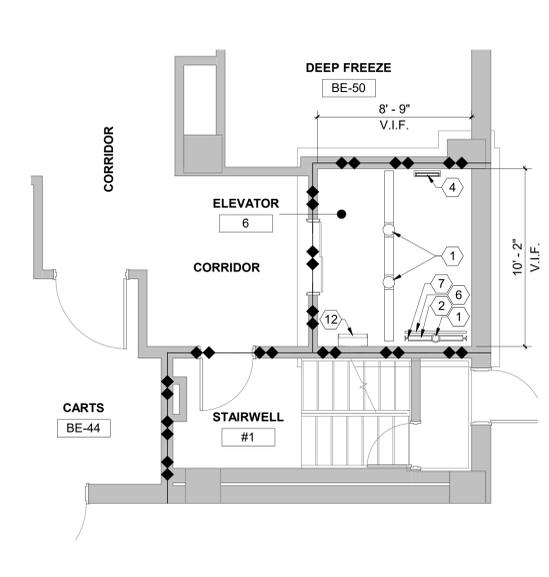 DEEP FREEZE
BE-50
8' - 9"
V.I.F.
CORRIDOR
4
ELEVATOR
6
CORRIDOR
1
10' - 2"
V.I.F.
7
6
2
1
12
CARTS
BE-44
STAIRWELL
#1